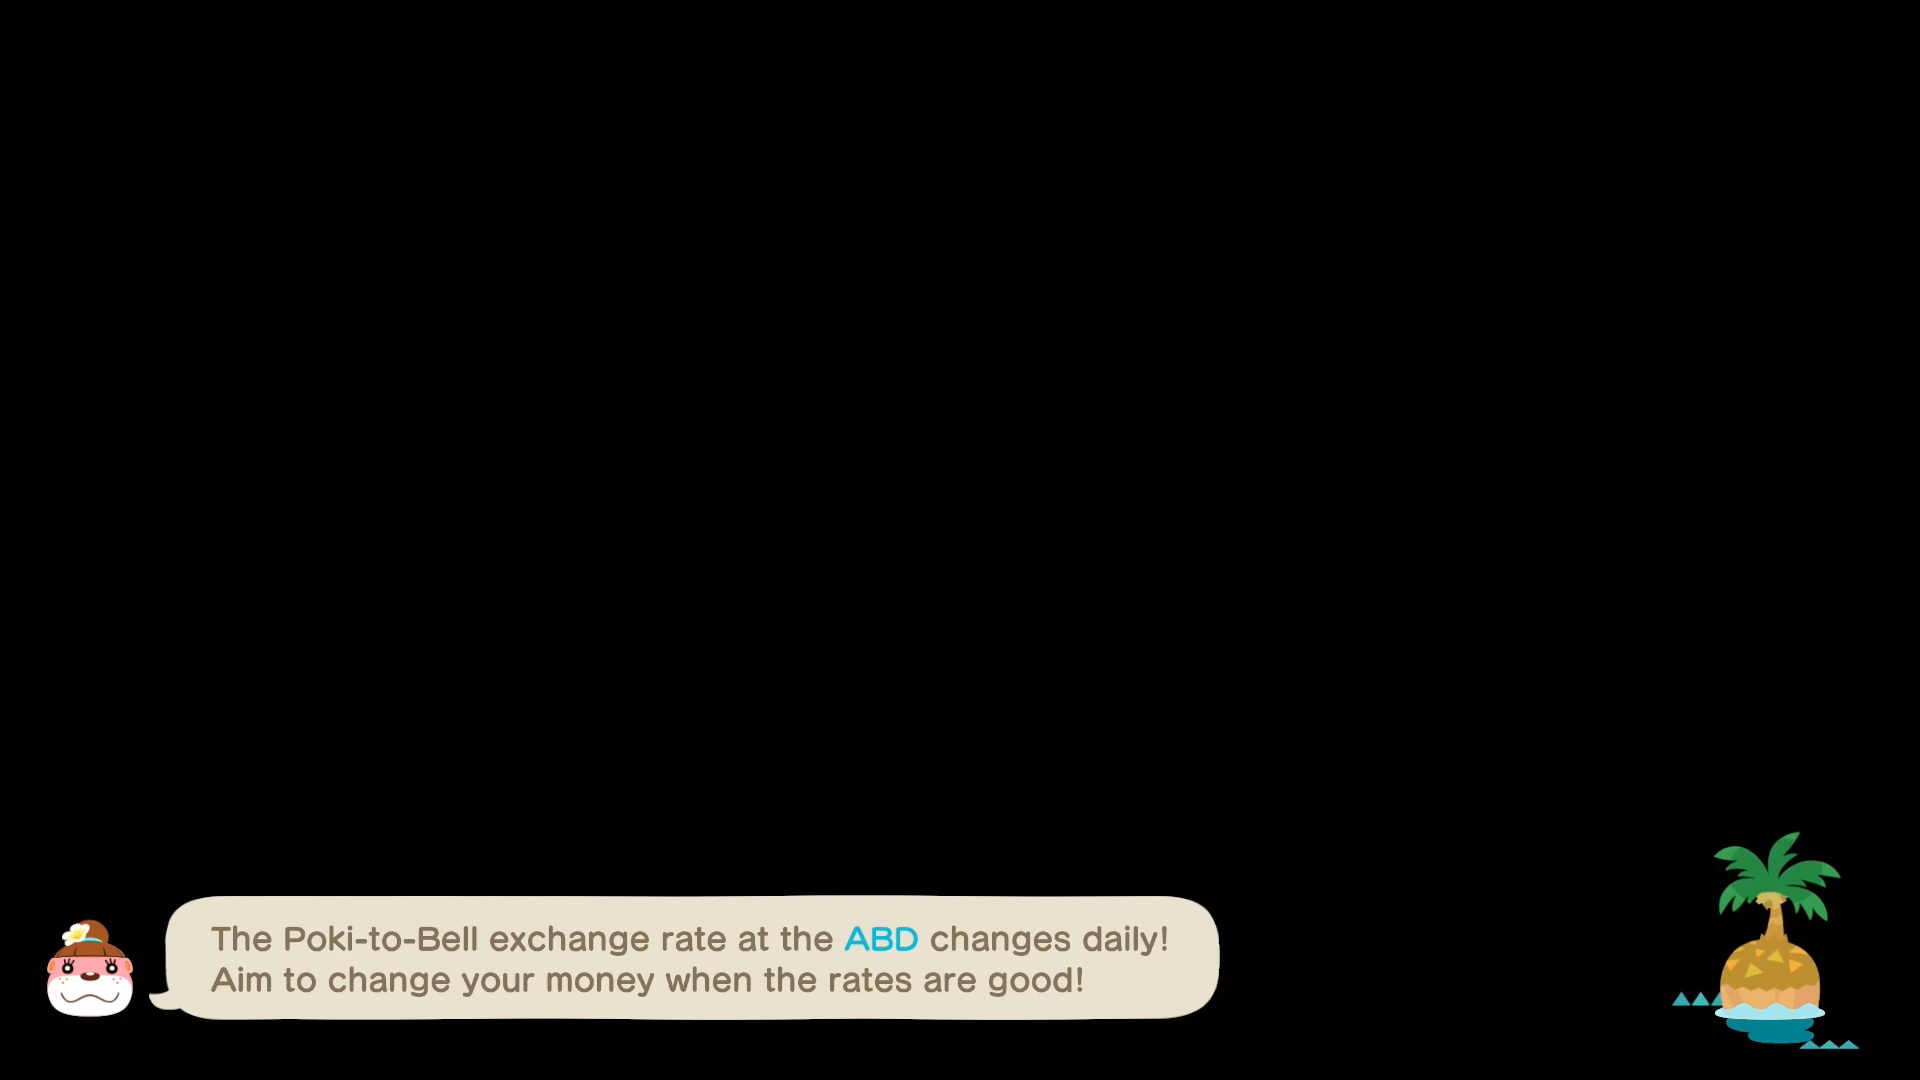 The Poki-to-Bell exchange rate at the ABD changes daily!
Aim to change your money when the rates are good!